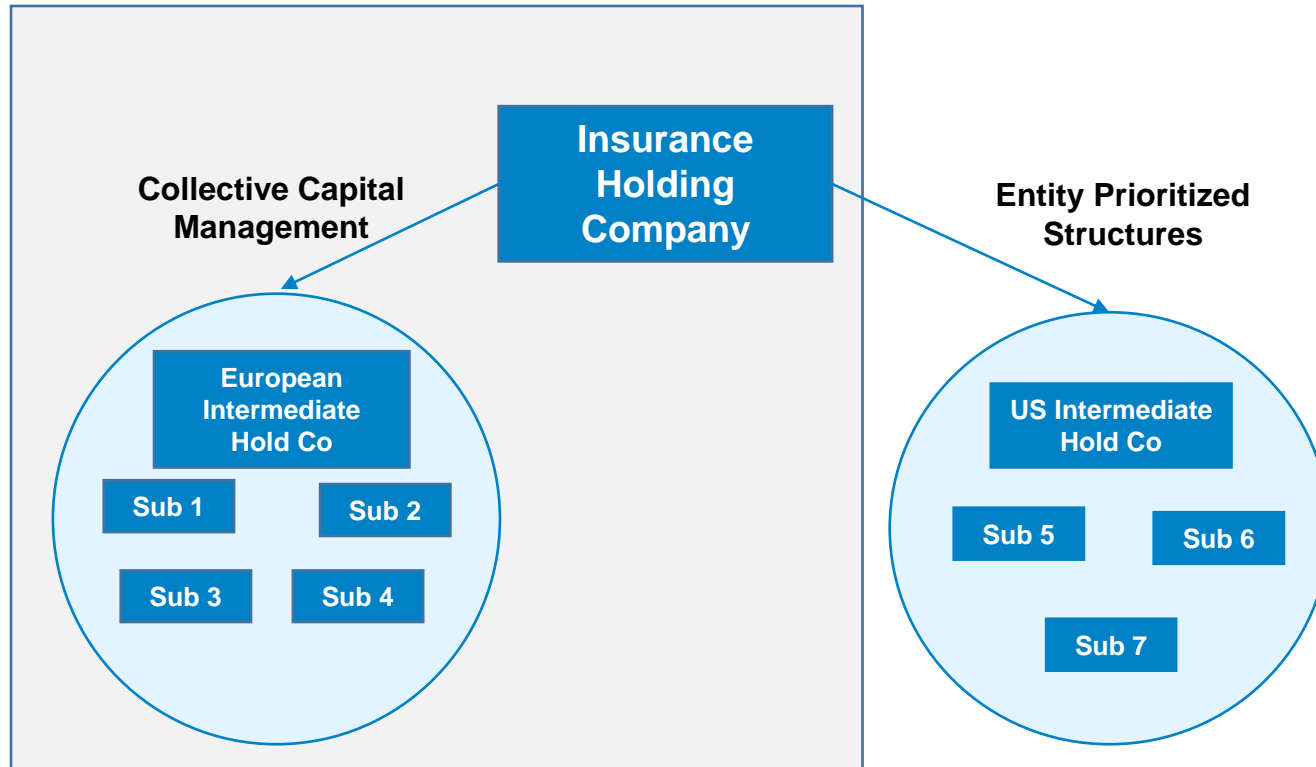 Insurance
Holding
Company
Collective Capital
Management
Entity Prioritized
Structures
European
Intermediate
Hold Co
Sub 1
Sub 2
Sub 3
Sub 4
US Intermediate
Hold Co
Sub 5
Sub 6
Sub 7